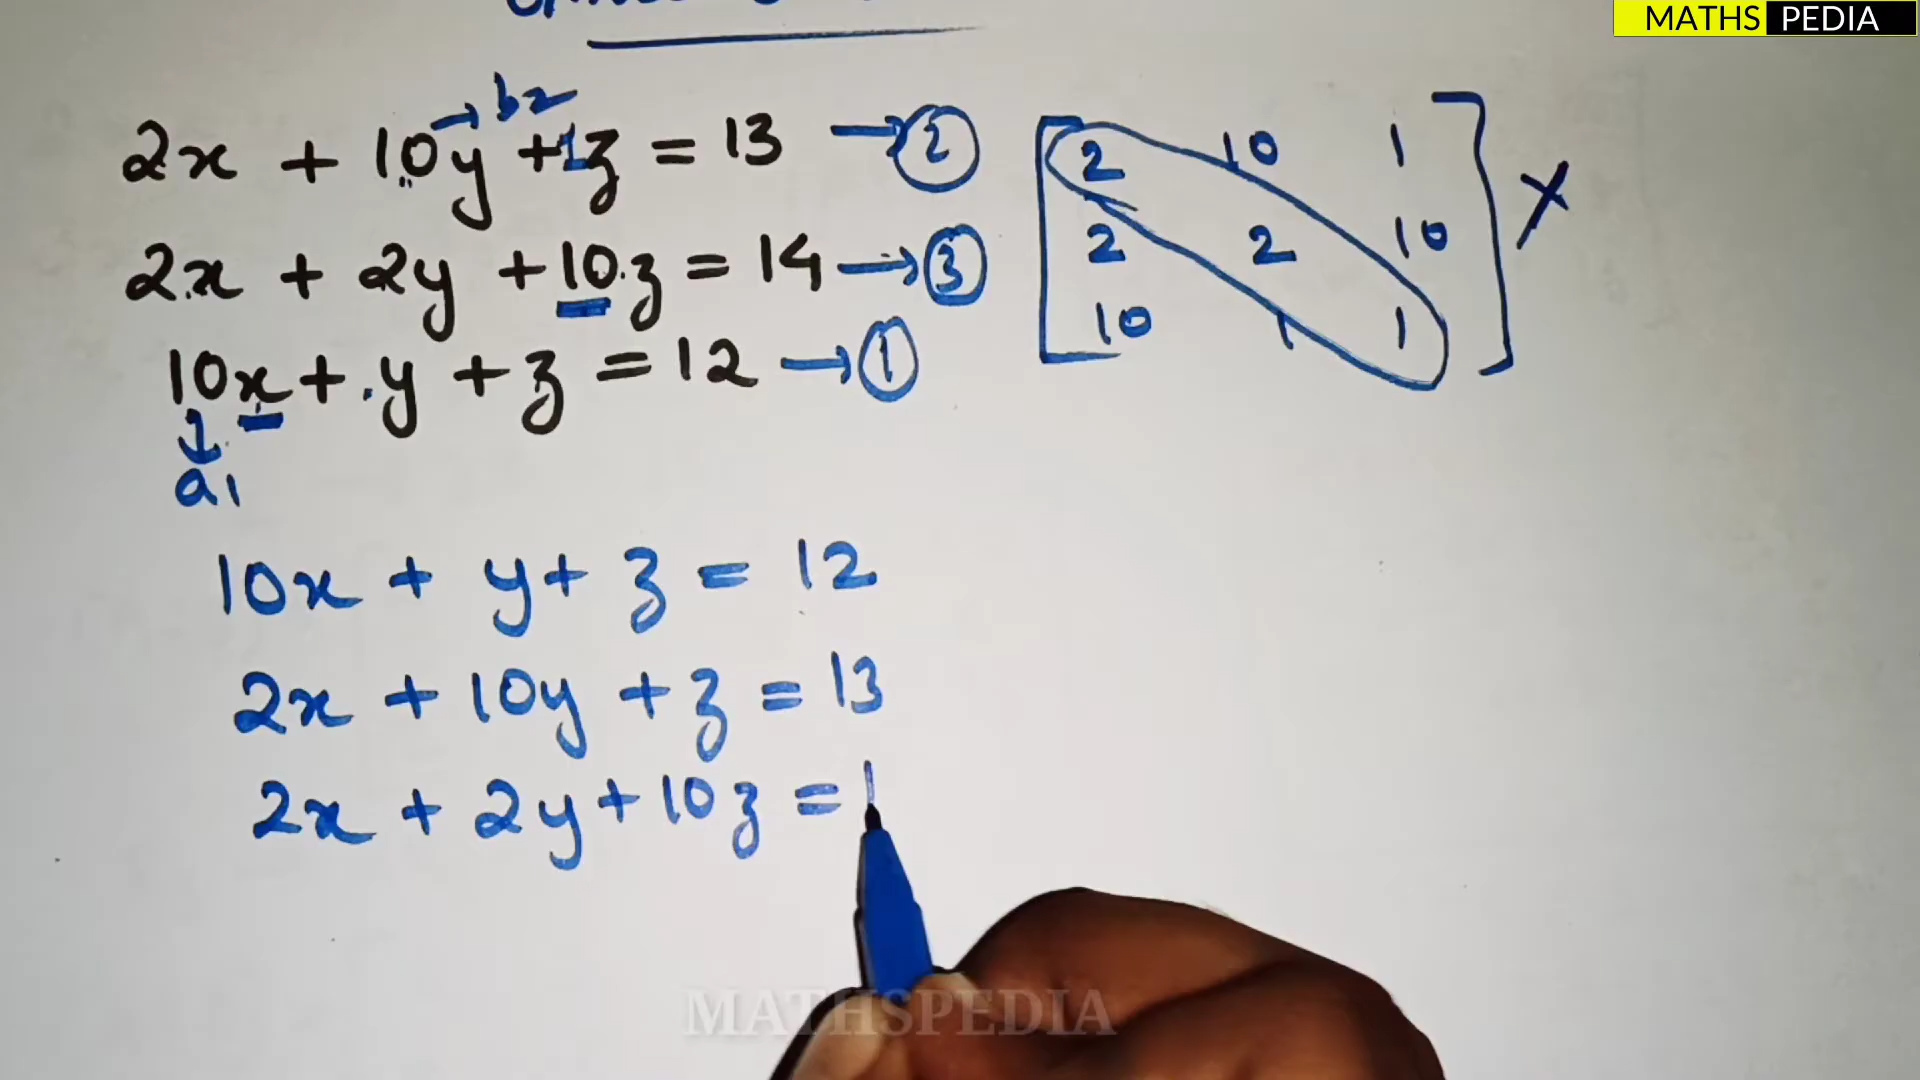 MATHS PEDIA
b2
2x + 10y + 1z = 13 → 2
2x + 2y + 10z = 14 → 3
10x + y + z = 12 → 1
a1
2 10 1
2 2 10
10 1 1
X
10x + y + z = 12
2x + 10y + z = 13
2x + 2y + 10z = 1
MATHSPEDIA